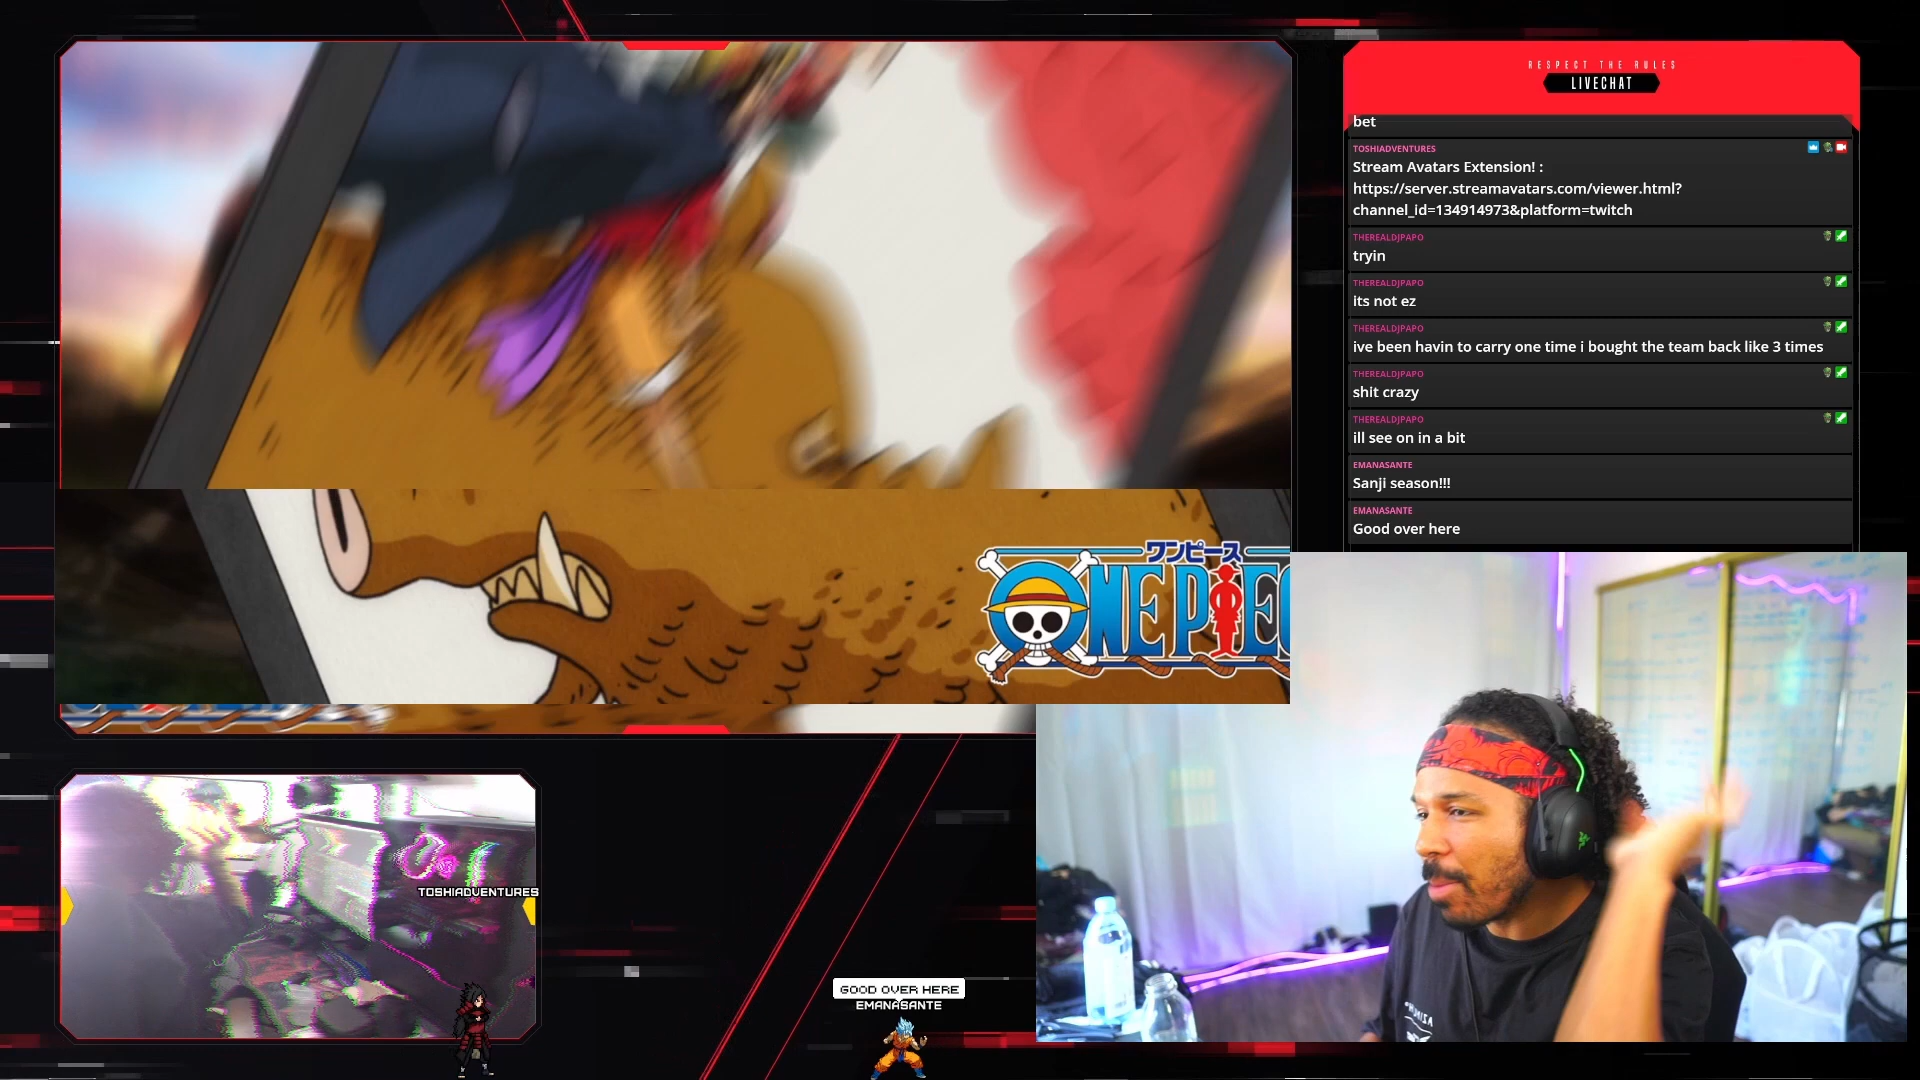 RESPECT THE RULES
LIVECHAT
bet
TOSHIADVENTURES
Stream Avatars Extension! :
https://server.streamavatars.com/viewer.html?
channel_id=134914973&platform=twitch
THEREALDJPAPO
tryin
THEREALDJPAPO
its not ez
THEREALDJPAPO
ive been havin to carry one time i bought the team back like 3 times
THEREALDJPAPO
shit crazy
THEREALDJPAPO
ill see on in a bit
EMANASANTE
Sanji season!!!
EMANASANTE
Good over here
ワンピース
ONE PIEC
TOSHIADVENTURES
GOOD OVER HERE
EMANASANTE